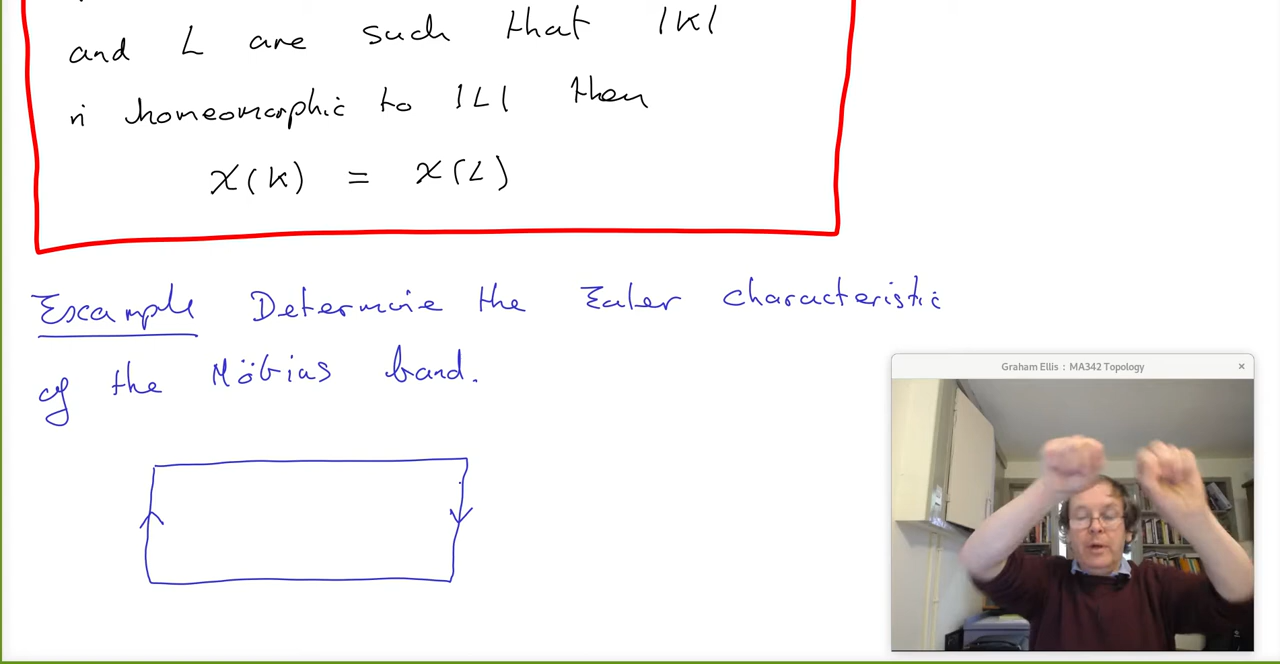 and L are such that |K|
is homeomorphic to |L| then
χ(K) = χ(L)
Example Determine the Euler characteristic
of the Möbius band.
Graham Ellis : MA342 Topology